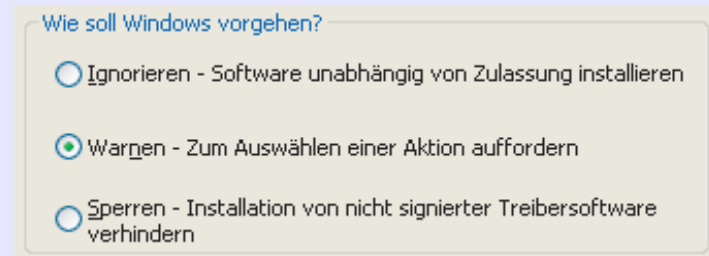 Wie soll Windows vorgehen?
Ignorieren - Software unabhängig von Zulassung installieren
Warnen - Zum Auswählen einer Aktion auffordern
Sperren - Installation von nicht signierter Treibersoftware
verhindern